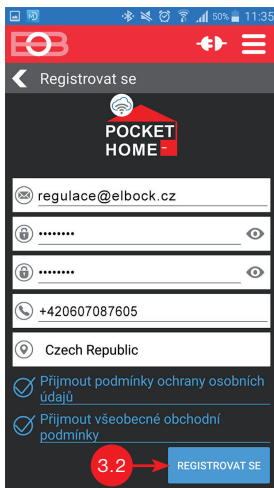 50% 11:35
EOB
Registrovat se
POCKET
HOME
regulace@elbock.cz
••••••••
••••••••
+420607087605
Czech Republic
Přijmout podmínky ochrany osobních
údajů
Přijmout všeobecné obchodní
podmínky
3.2
REGISTROVAT SE